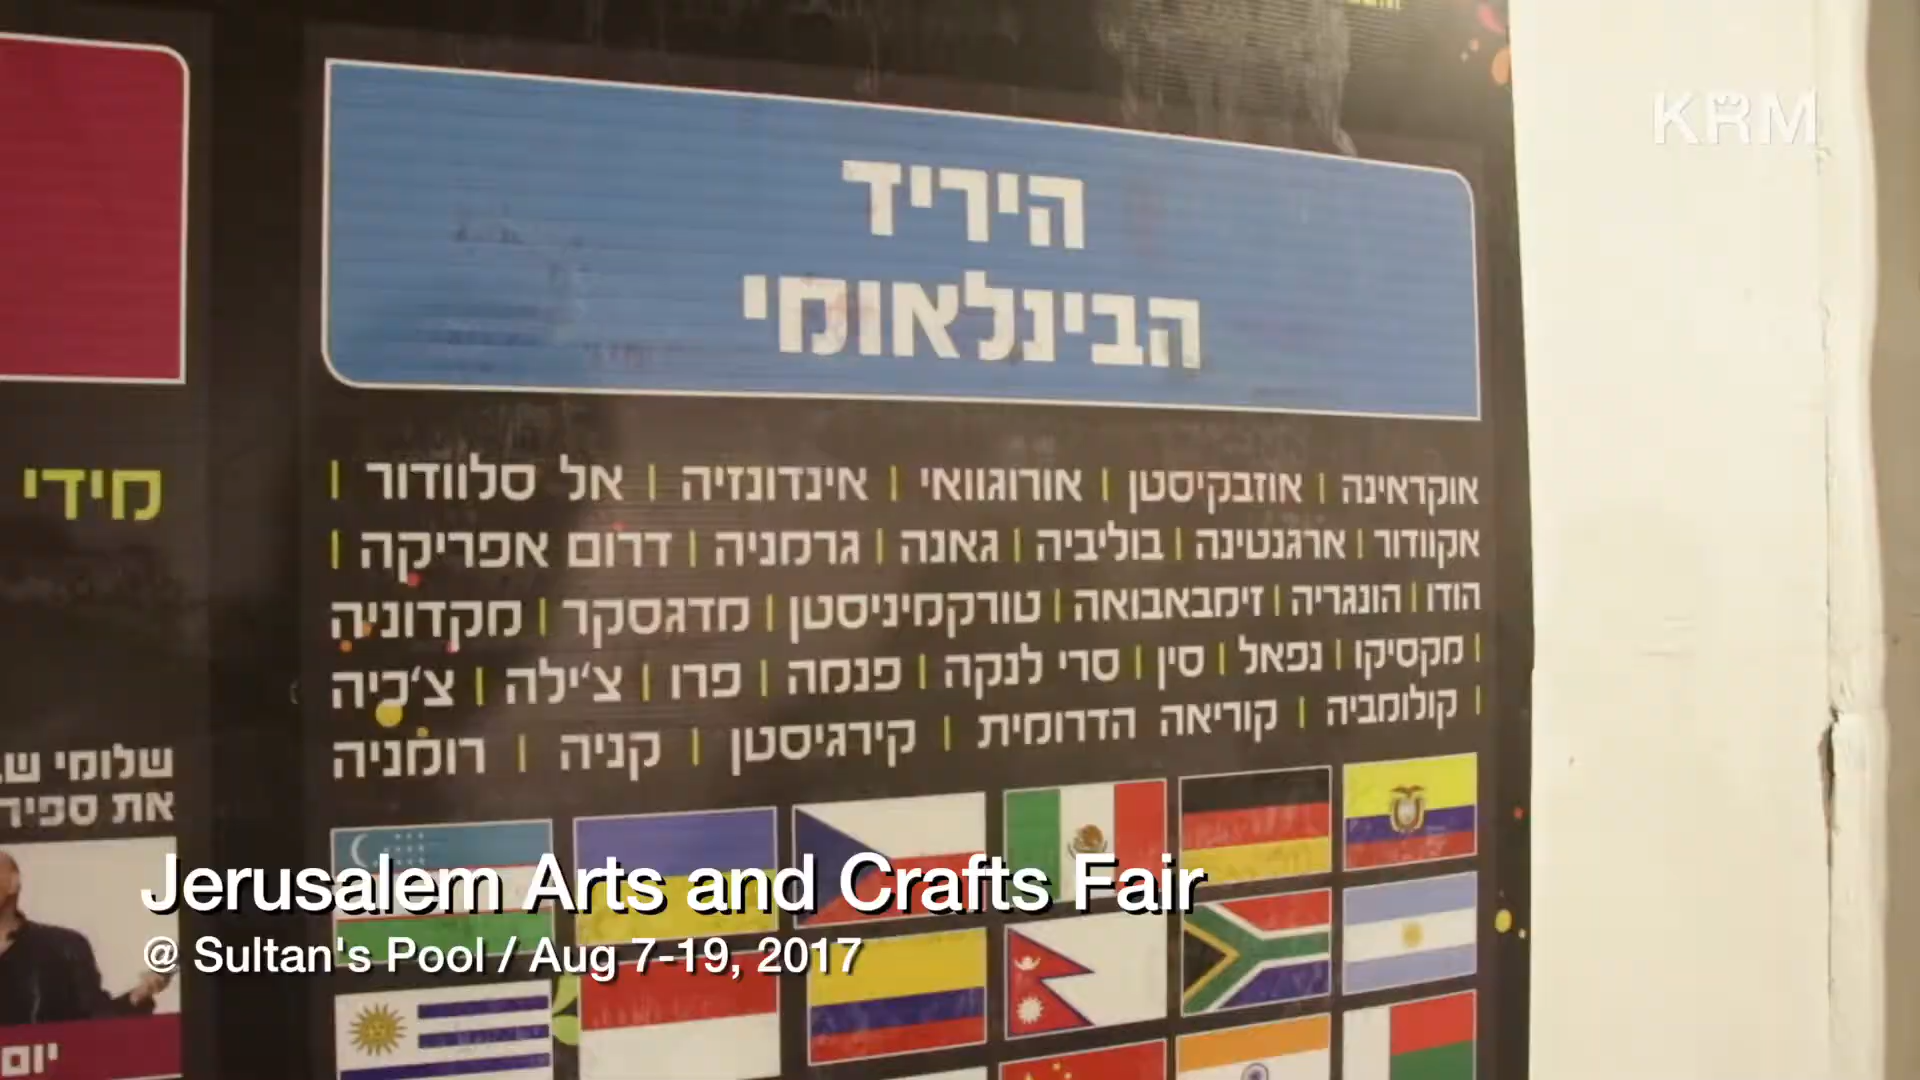 KRM
היריד
הבינלאומי
אוקראינה | אוזבקיסטן | אורוגוואי | אינדונזיה | אל סלוודור |
אקוודור | ארגנטינה | בוליביה | גאנה | גרמניה | דרום אפריקה |
הודו | הונגריה | זימבאבואה | טורקמיניסטן | מדגסקר | מקדוניה
| מקסיקו | נפאל | סין | סרי לנקה | פנמה | פרו | צ'ילה | צ'כיה
| קולומביה | קוריאה הדרומית | קירגיסטן | קניה | רומניה
מידי
שלומי
את ספיר
יום
Jerusalem Arts and Crafts Fair
@ Sultan's Pool / Aug 7-19, 2017